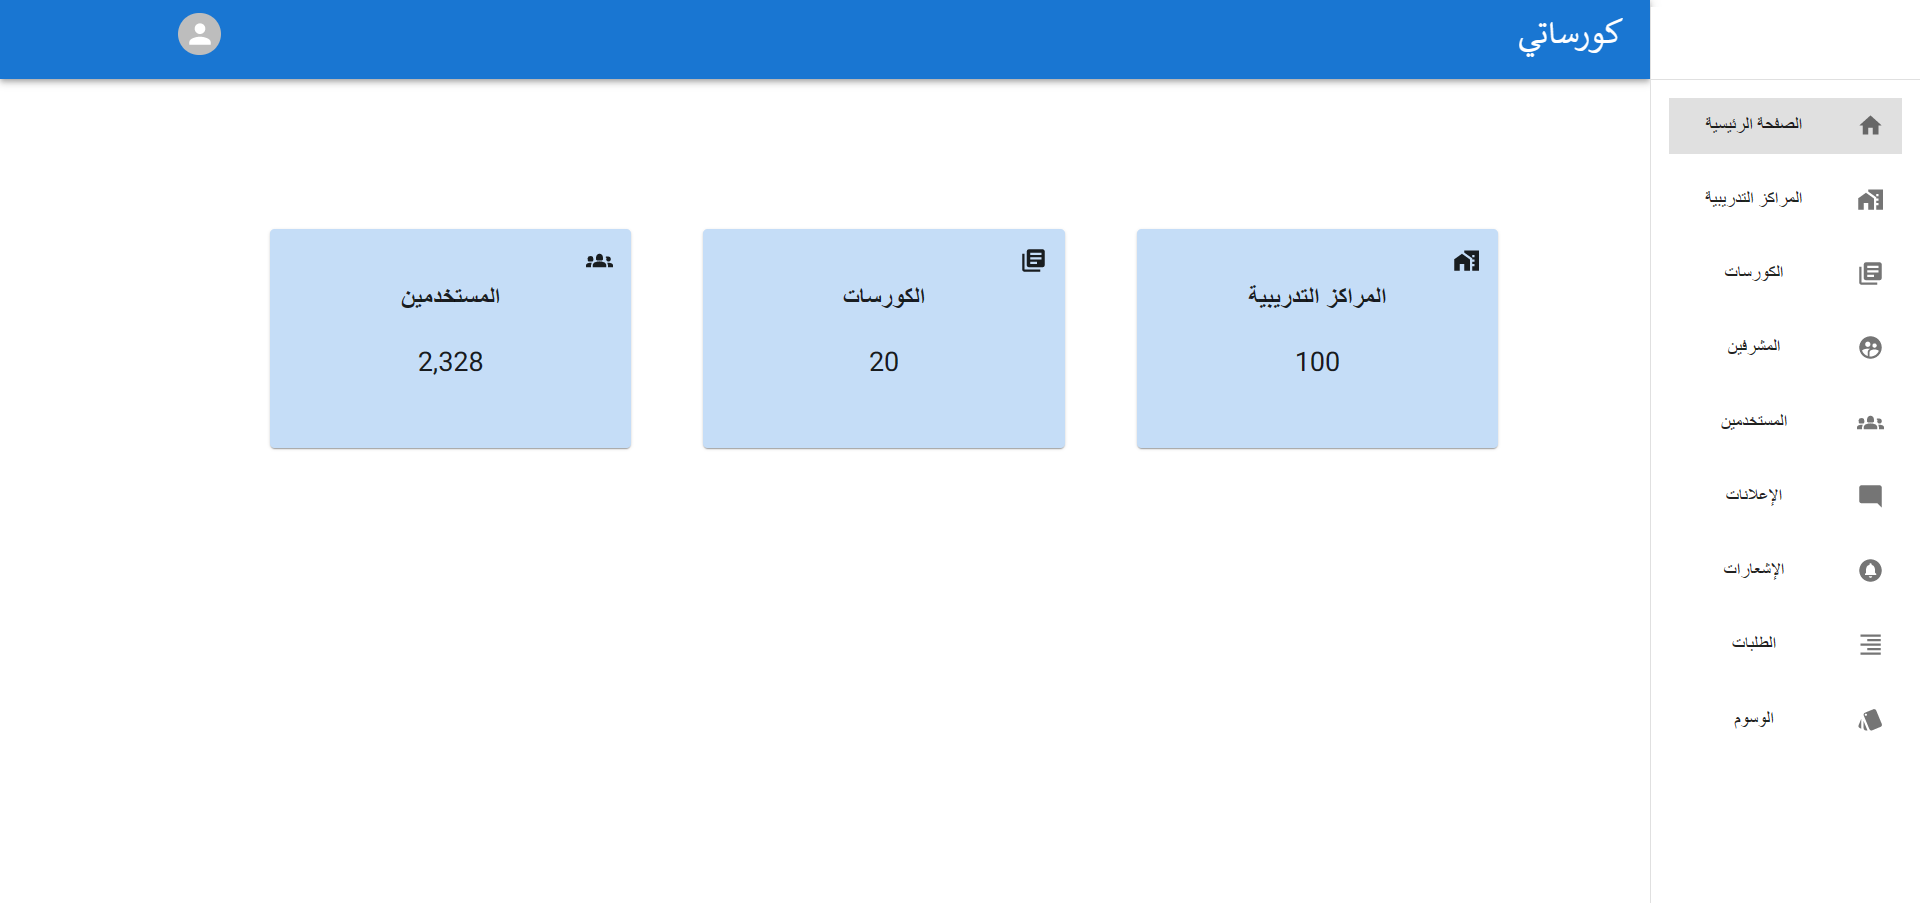 كورساتي
الصفحة الرئيسية
المراكز التدريبية
الكورسات
المشرفين
المستخدمين
الإعلانات
الإشعارات
الطلبات
الوسوم
المراكز التدريبية
100
الكورسات
20
المستخدمين
2,328